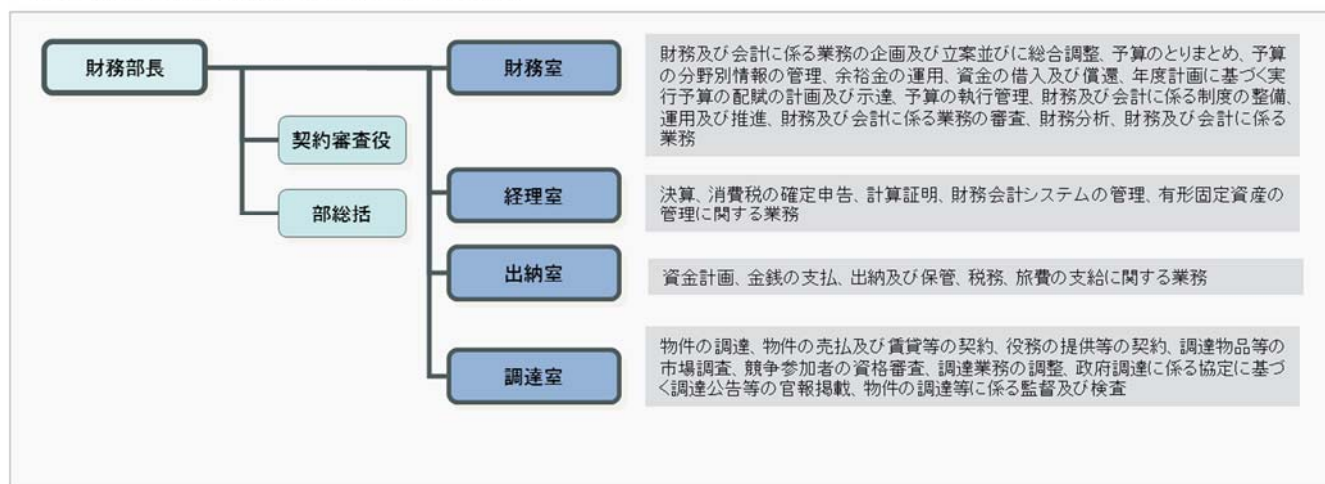 財務部長
契約審査役
部総括
財務室
財務及び会計に係る業務の企画及び立案並びに総合調整、予算のとりまとめ、予算
の分野別情報の管理、余裕金の運用、資金の借入及び償還、年度計画に基づく実
行予算の配賦の計画及び示達、予算の執行管理、財務及び会計に係る制度の整備、
運用及び推進、財務及び会計に係る業務の審査、財務分析、財務及び会計に係る
業務
経理室
決算、消費税の確定申告、計算証明、財務会計システムの管理、有形固定資産の
管理に関する業務
出納室
資金計画、金銭の支払、出納及び保管、税務、旅費の支給に関する業務
調達室
物件の調達、物件の売払及び賃貸等の契約、役務の提供等の契約、調達物品等の
市場調査、競争参加者の資格審査、調達業務の調整、政府調達に係る協定に基づ
く調達公告等の官報掲載、物件の調達等に係る監督及び検査